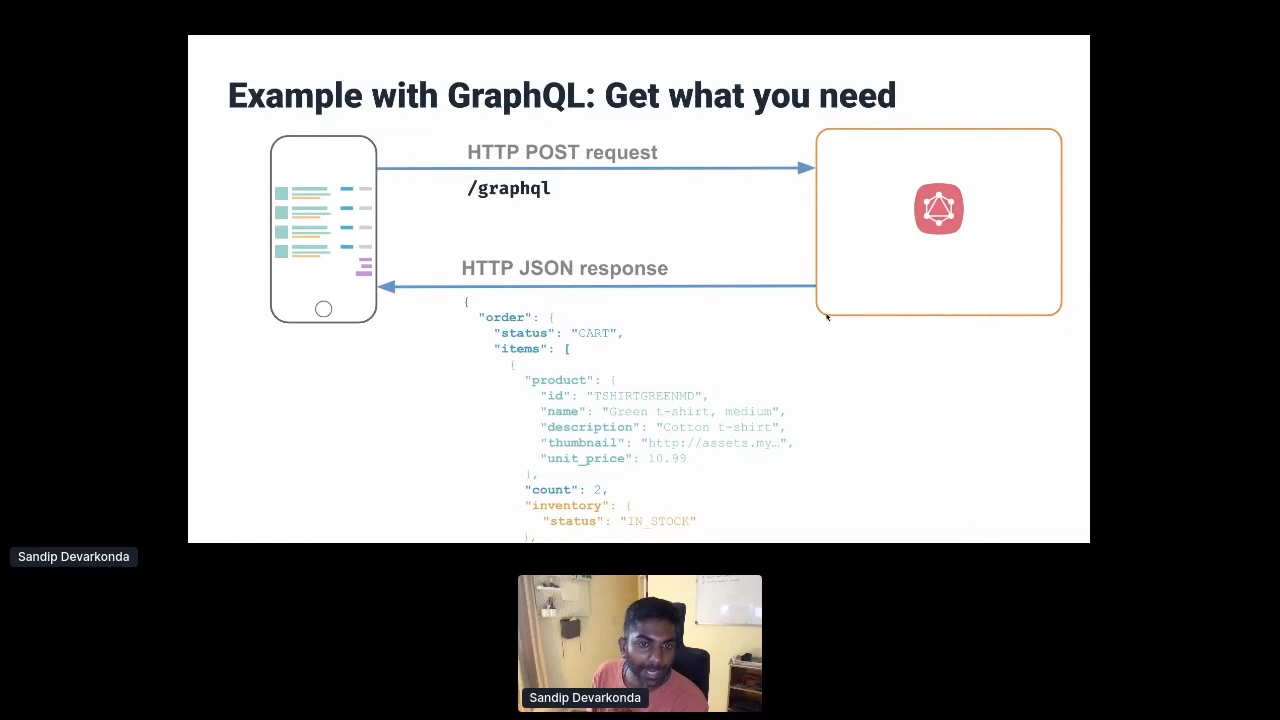 Example with GraphQL: Get what you need
HTTP POST request
/graphql
HTTP JSON response
{
"order": {
"status": "CART",
"items": [
{
"product": {
"id": "TSHIRTGREENMD",
"name": "Green t-shirt, medium",
"description": "Cotton t-shirt",
"thumbnail": "http://assets.my…",
"unit_price": 10.99
},
"count": 2,
"inventory": {
"status": "IN_STOCK"
},
Sandip Devarkonda
Sandip Devarkonda